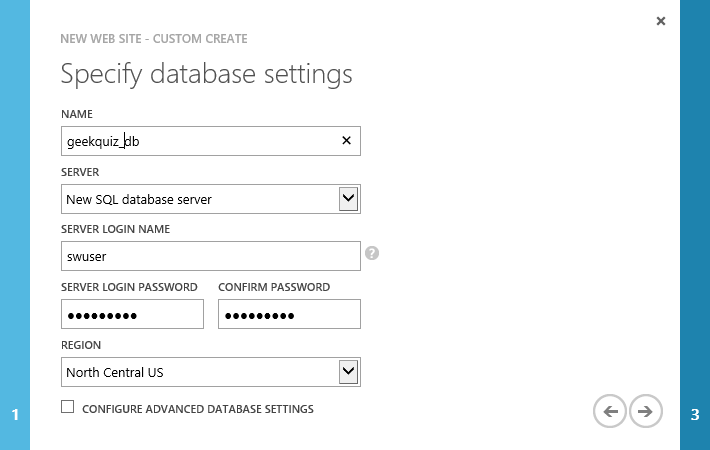 NEW WEB SITE - CUSTOM CREATE
Specify database settings
NAME
geekquiz_db
SERVER
New SQL database server
SERVER LOGIN NAME
swuser
?
SERVER LOGIN PASSWORD CONFIRM PASSWORD
●●●●●●●●● ●●●●●●●●●
REGION
North Central US
CONFIGURE ADVANCED DATABASE SETTINGS
1
3